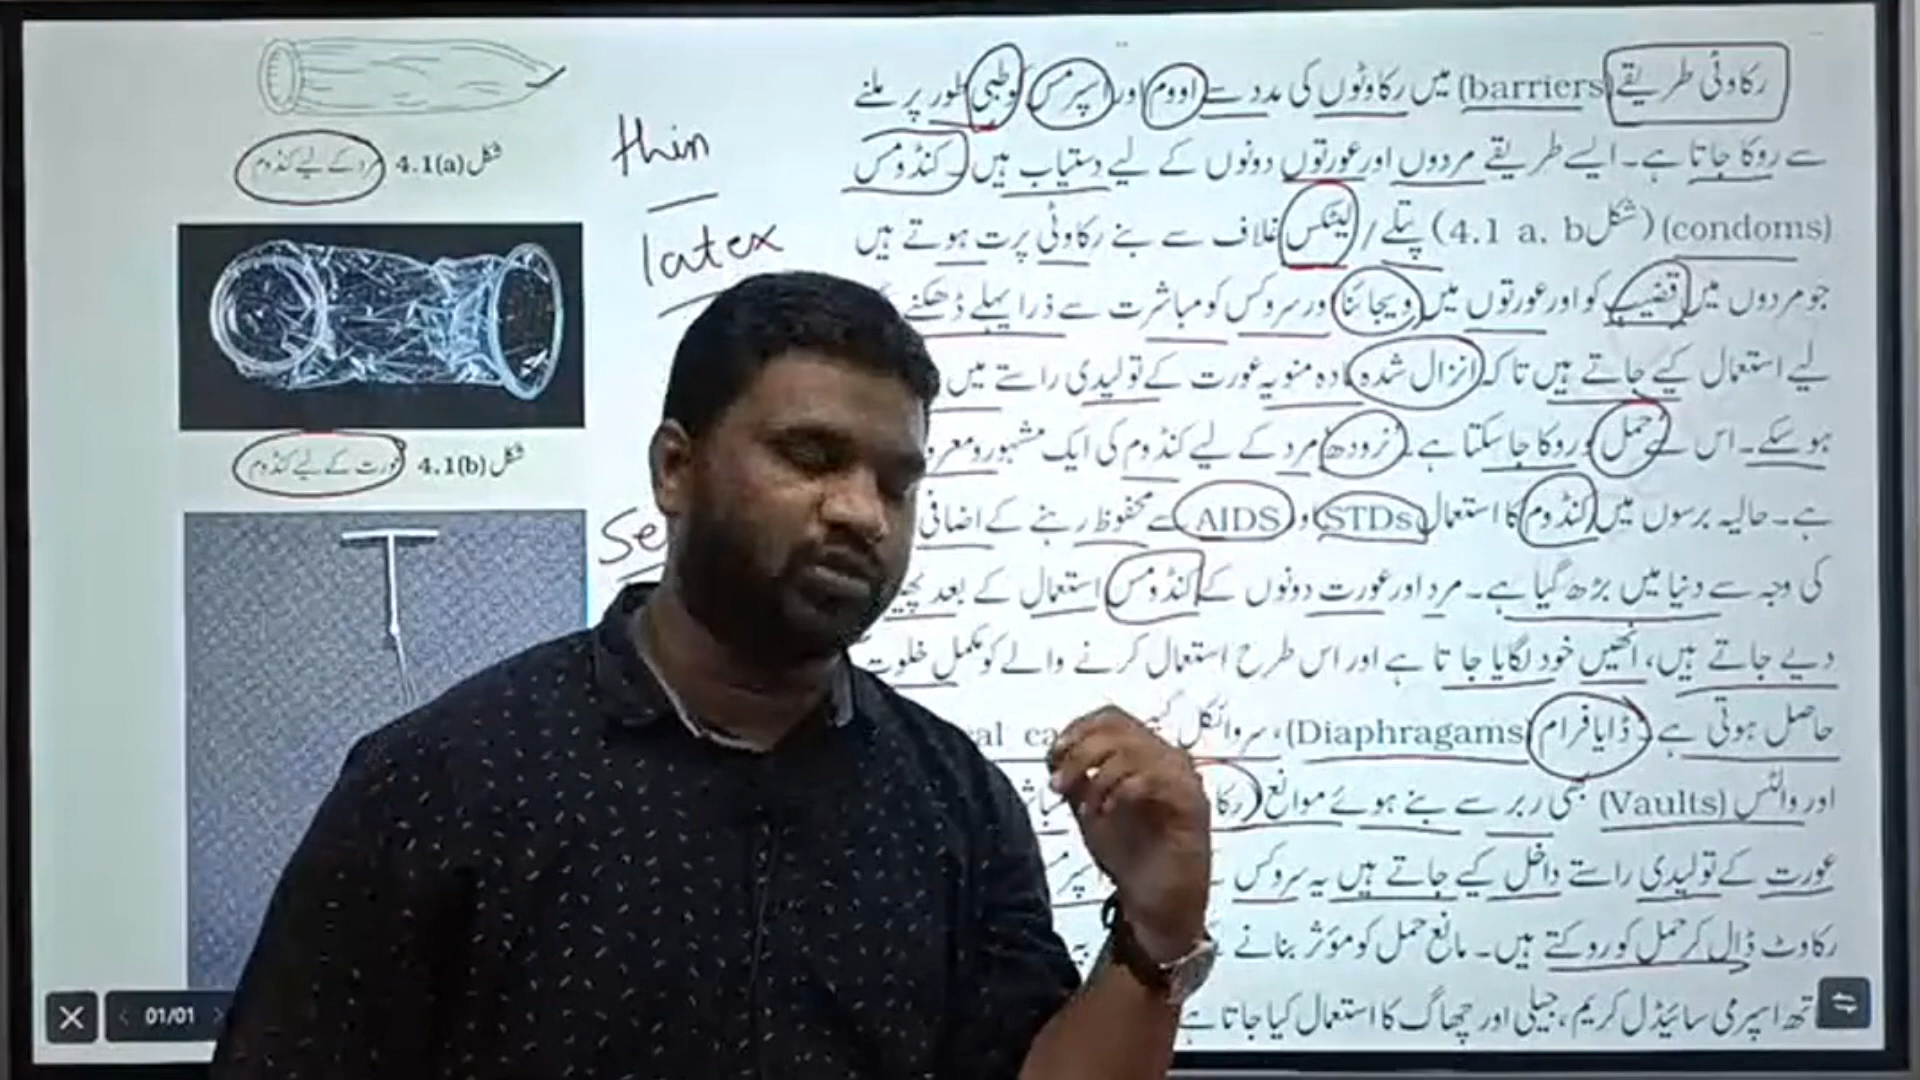 رکاوٹی طریقے (barriers) میں رکاوٹوں کی مدد سے اووم اور اسپرمس کو طبی طور پر ملنے
سے روکا جاتا ہے۔ ایسے طریقے مردوں اور عورتوں دونوں کے لیے دستیاب ہیں۔ کنڈومس
(condoms) (شکل 4.1 a, b) پتلے / لیٹکس غلاف سے بنے رکاوٹی پرت ہوتے ہیں
جو مردوں میں قضیب کو اور عورتوں میں ویجائنا اور سروکس کو مباشرت سے ذرا پہلے ڈھکنے
لیے استعمال کیے جاتے ہیں تاکہ انزال شدہ مادہ منویہ عورت کے تولیدی راستے میں
ہو سکے۔ اس سے حمل کو روکا جا سکتا ہے۔ 'نرودھ' مرد کے لیے کنڈوم کی ایک مشہور و معروف
ہے۔ حالیہ برسوں میں کنڈوم کا استعمال STDs اور AIDS سے محفوظ رہنے کے اضافی
کی وجہ سے دنیا میں بڑھ گیا ہے۔ مرد اور عورت دونوں کے کنڈومس استعمال کے بعد
دیے جاتے ہیں، انھیں خود لگایا جاتا ہے اور اس طرح استعمال کرنے والے کو مکمل خلوت
حاصل ہوتی ہے۔ ڈایافرام (Diaphragams)، سروائکل
اور والٹس (Vaults) بھی ربر سے بنے ہوئے موانع
عورت کے تولیدی راستے داخل کیے جاتے ہیں یہ سروکس
رکاوٹ ڈال کر حمل کو روکتے ہیں۔ مانع حمل کو مؤثر بنانے
اسپرمی سائیڈل کریم، جیلی اور جھاگ کا استعمال کیا جاتا ہے
thin
latex
Se
شکل 4.1(a) مرد کے لیے کنڈوم
شکل 4.1(b) عورت کے لیے کنڈوم
01/01